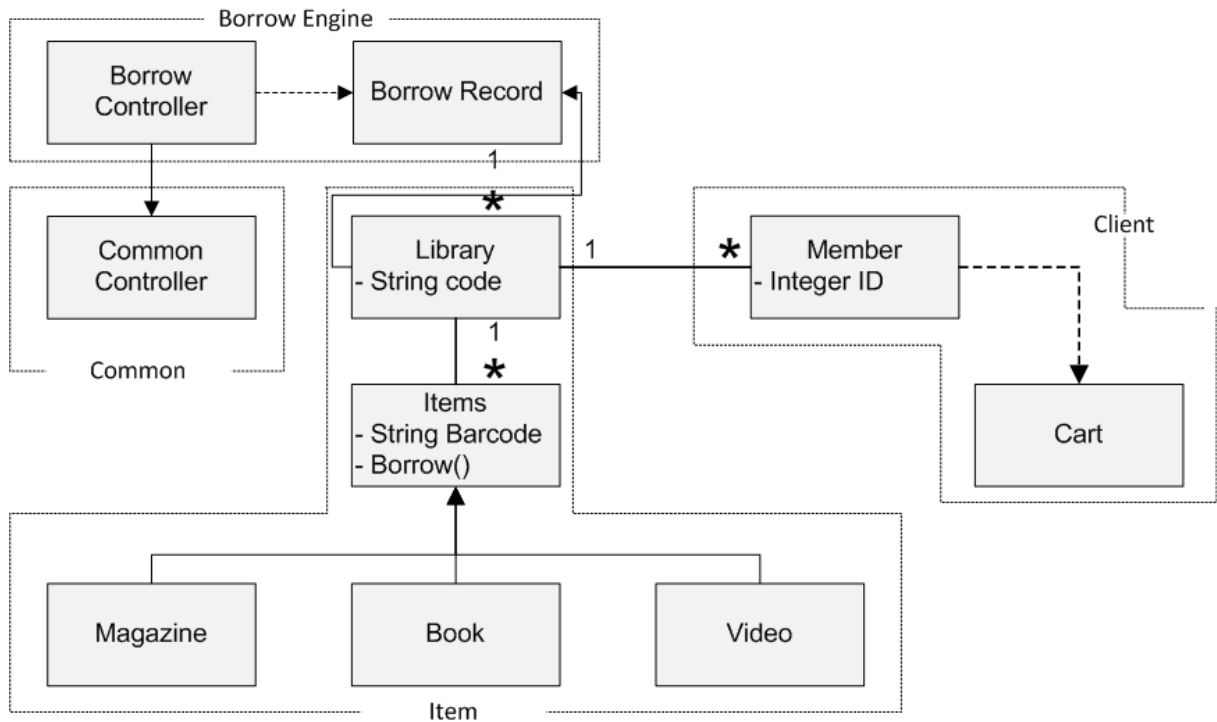 Borrow Engine
Borrow
Controller
Borrow Record
1
*
Common
Controller
Common
Library
- String code
1
*
Member
- Integer ID
Client
1
*
Items
- String Barcode
- Borrow()
Cart
Magazine
Book
Video
Item